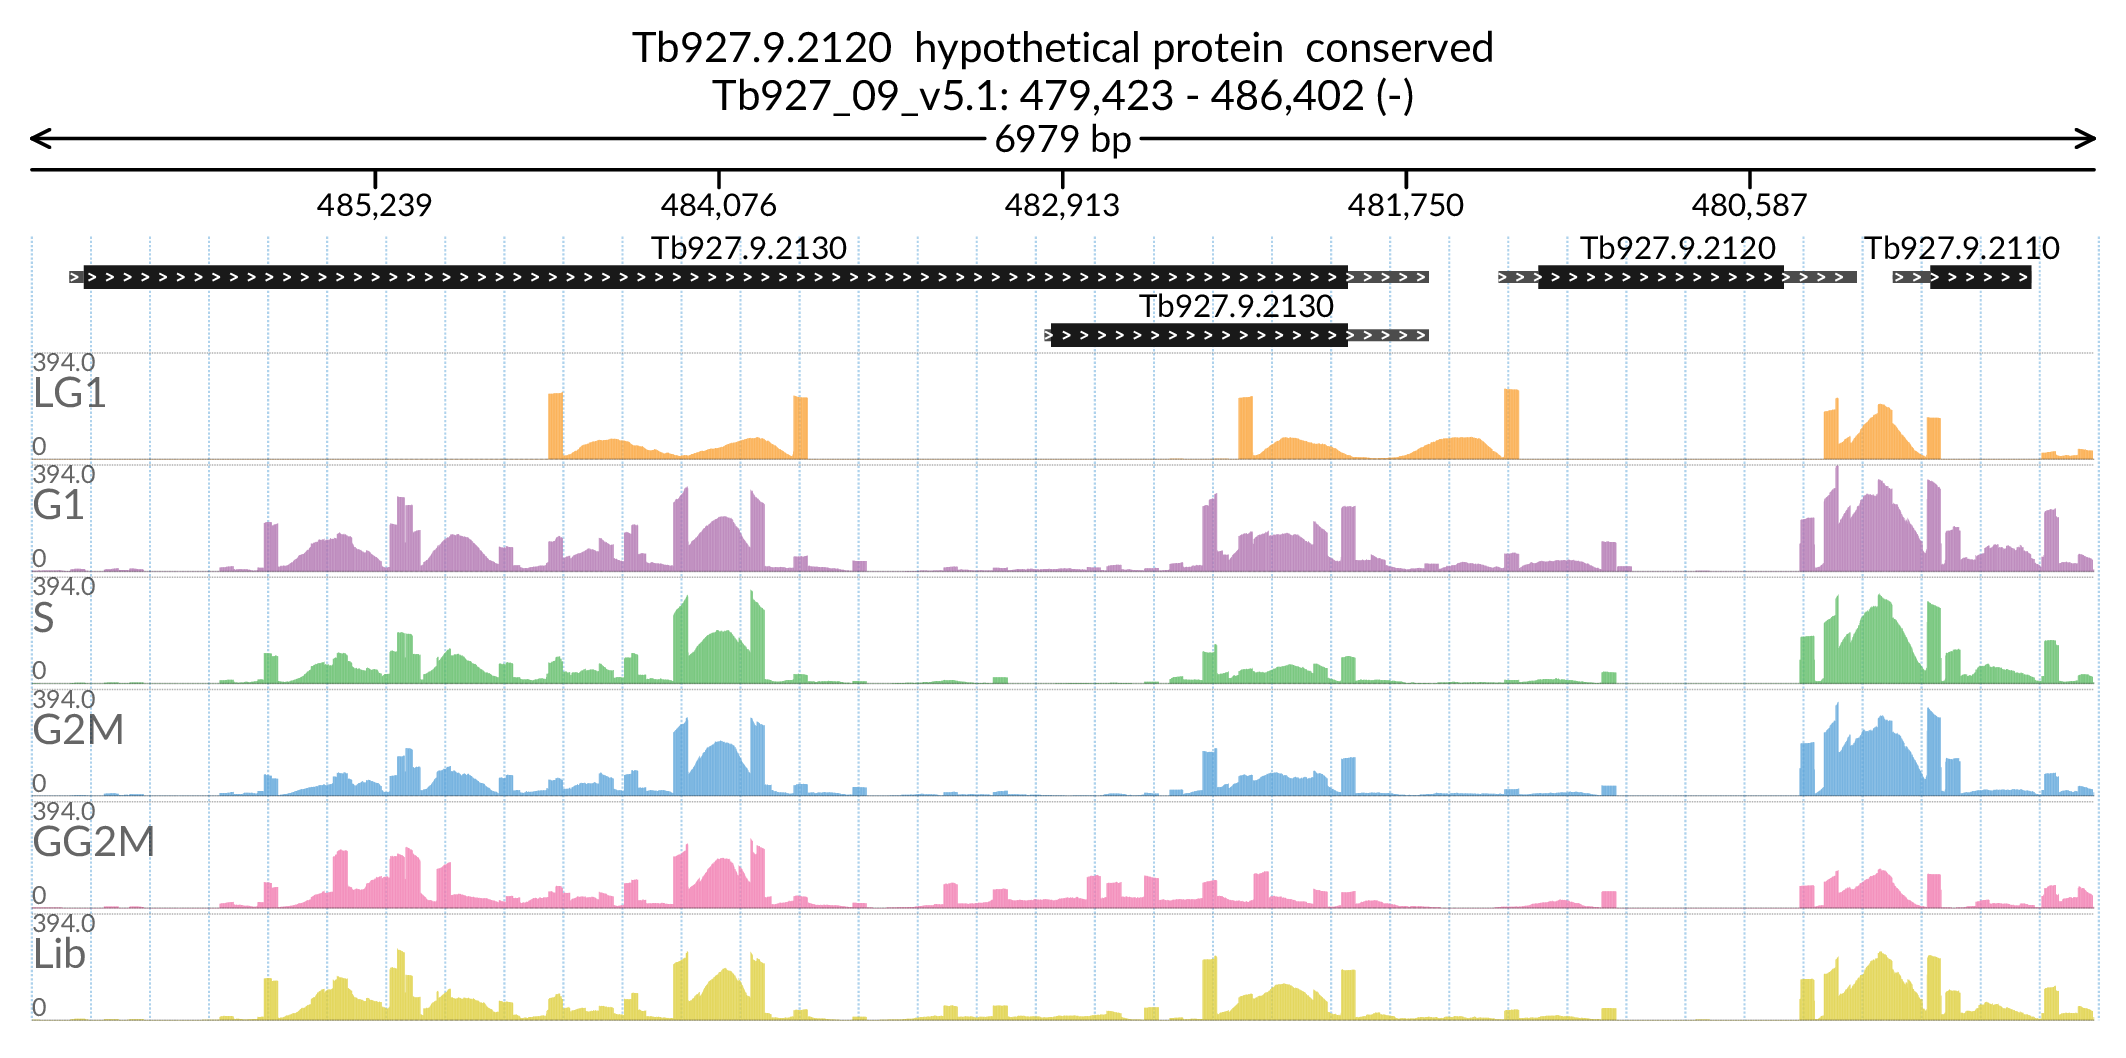 Tb927.9.2120 hypothetical protein conserved
Tb927_09_v5.1: 479,423 - 486,402 (-)
6979 bp
485,239 484,076 482,913 481,750 480,587
Tb927.9.2130 Tb927.9.2120 Tb927.9.2110
Tb927.9.2130
394.0
LG1
0
394.0
G1
0
394.0
S
0
394.0
G2M
0
394.0
GG2M
0
394.0
Lib
0